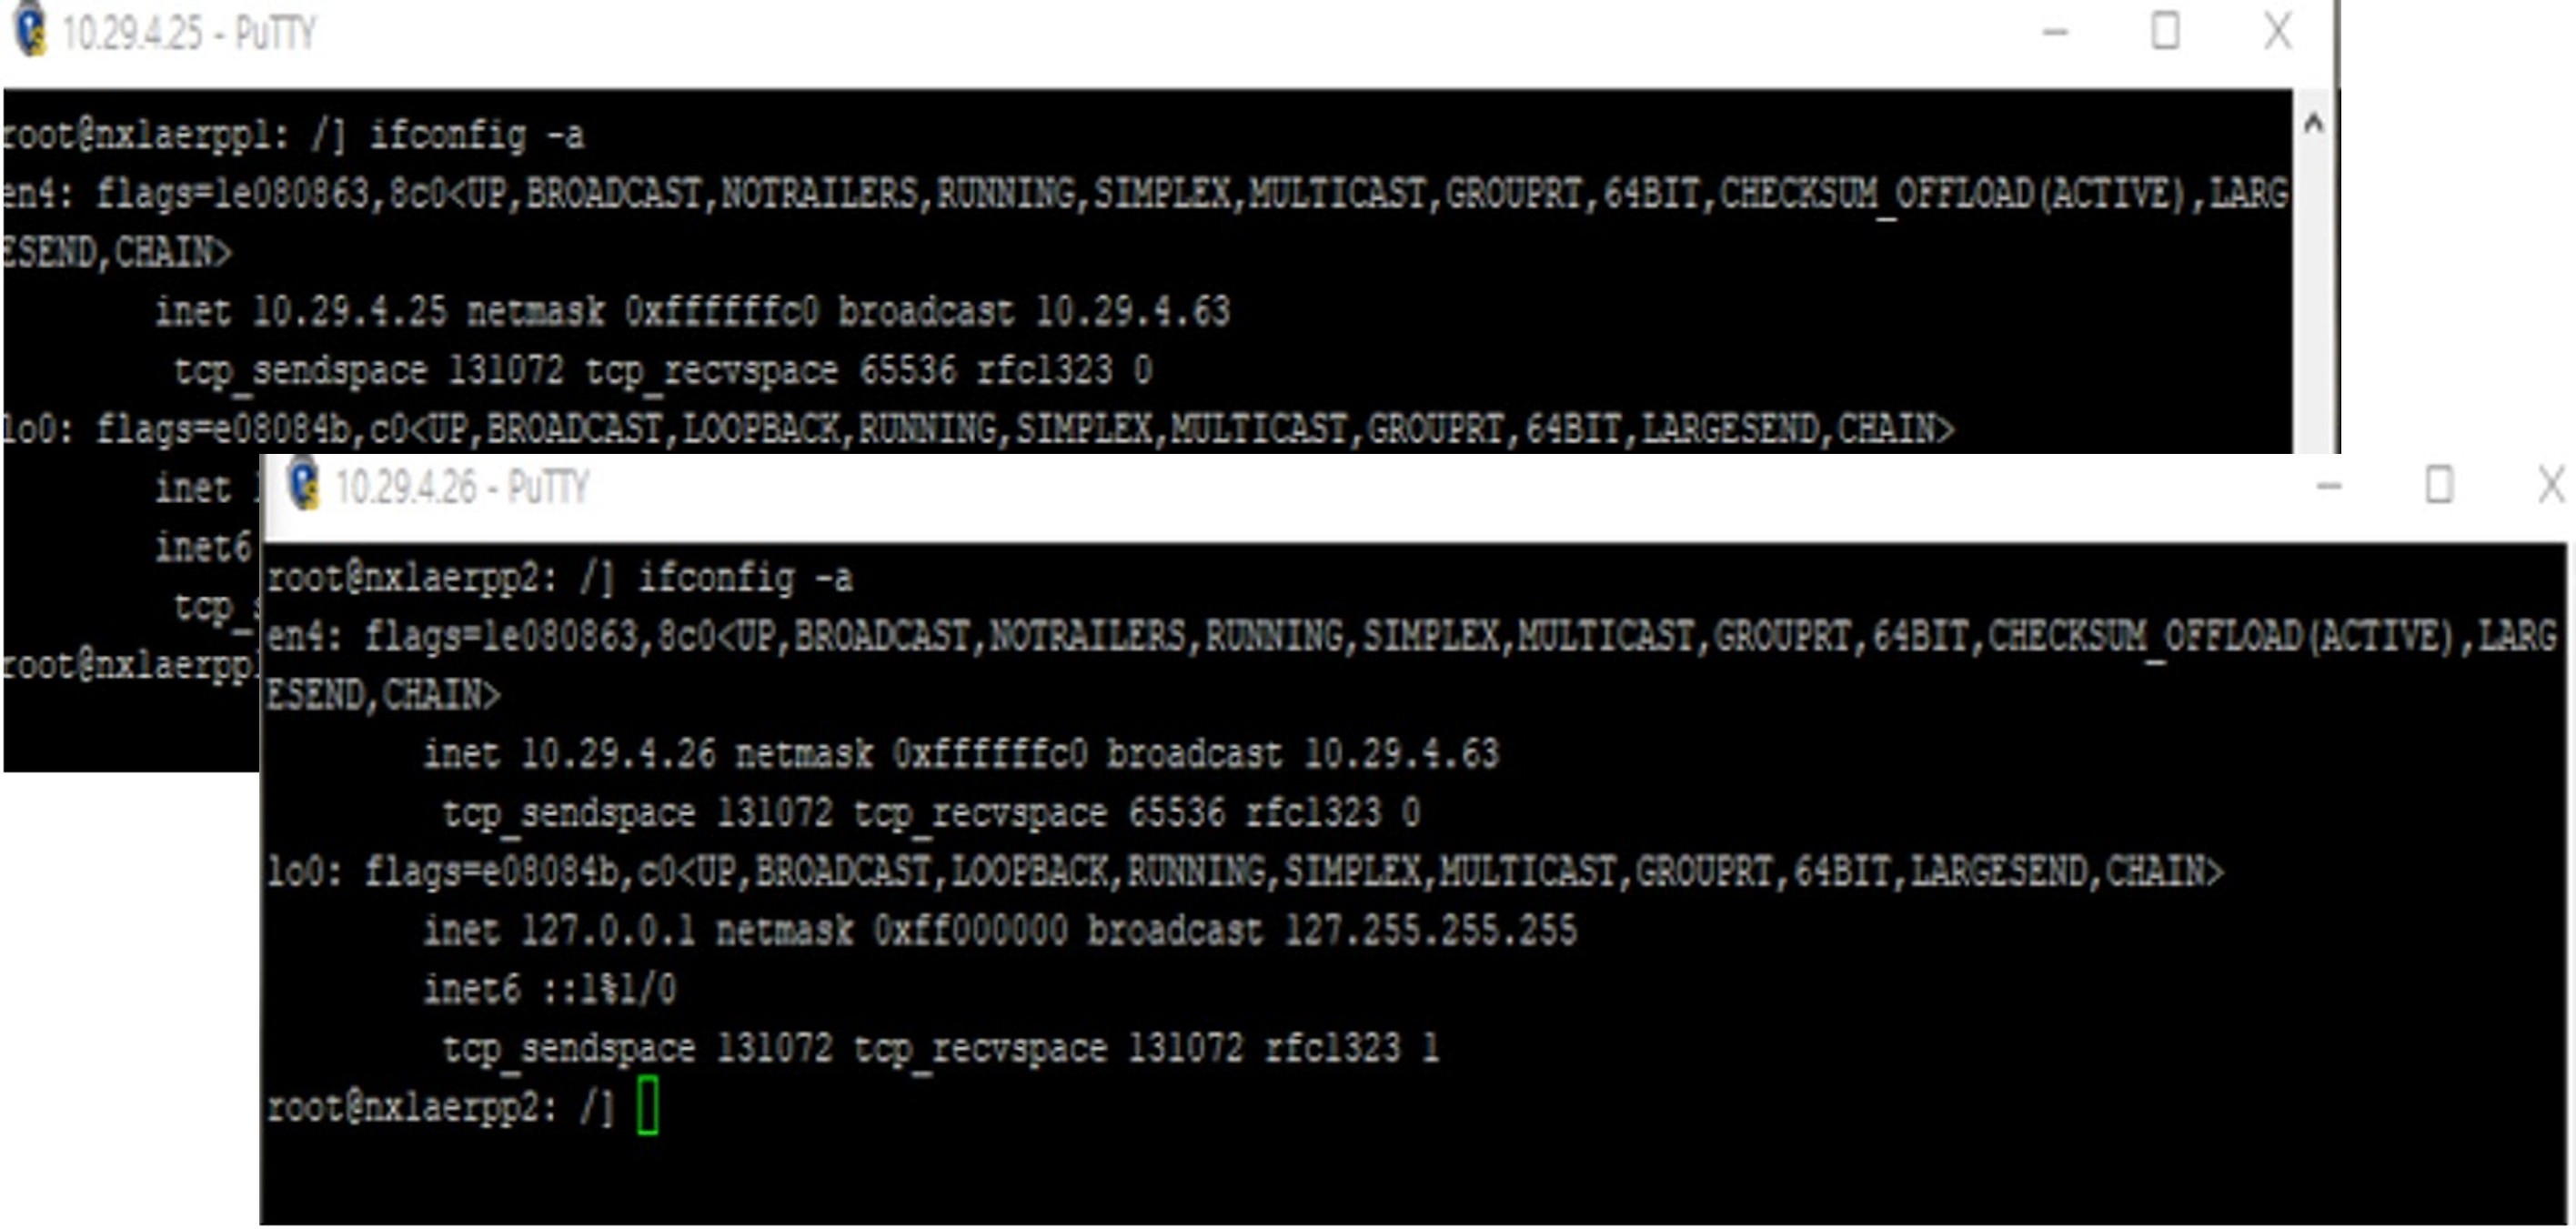 10.29.4.25 - PuTTY
root@nxlaerpp1: /] ifconfig -a
en4: flags=1e080863,8c0<UP,BROADCAST,NOTRAILERS,RUNNING,SIMPLEX,MULTICAST,GROUPRT,64BIT,CHECKSUM_OFFLOAD(ACTIVE),LARG
ESEND,CHAIN>
inet 10.29.4.25 netmask 0xffffffc0 broadcast 10.29.4.63
tcp_sendspace 131072 tcp_recvspace 65536 rfc1323 0
lo0: flags=e08084b,c0<UP,BROADCAST,LOOPBACK,RUNNING,SIMPLEX,MULTICAST,GROUPRT,64BIT,LARGESEND,CHAIN>
inet
inet6
tcp_s
root@nxlaerpp1
10.29.4.26 - PuTTY
root@nxlaerpp2: /] ifconfig -a
en4: flags=1e080863,8c0<UP,BROADCAST,NOTRAILERS,RUNNING,SIMPLEX,MULTICAST,GROUPRT,64BIT,CHECKSUM_OFFLOAD(ACTIVE),LARG
ESEND,CHAIN>
inet 10.29.4.26 netmask 0xffffffc0 broadcast 10.29.4.63
tcp_sendspace 131072 tcp_recvspace 65536 rfc1323 0
lo0: flags=e08084b,c0<UP,BROADCAST,LOOPBACK,RUNNING,SIMPLEX,MULTICAST,GROUPRT,64BIT,LARGESEND,CHAIN>
inet 127.0.0.1 netmask 0xff000000 broadcast 127.255.255.255
inet6 ::1%1/0
tcp_sendspace 131072 tcp_recvspace 131072 rfc1323 1
root@nxlaerpp2: /]